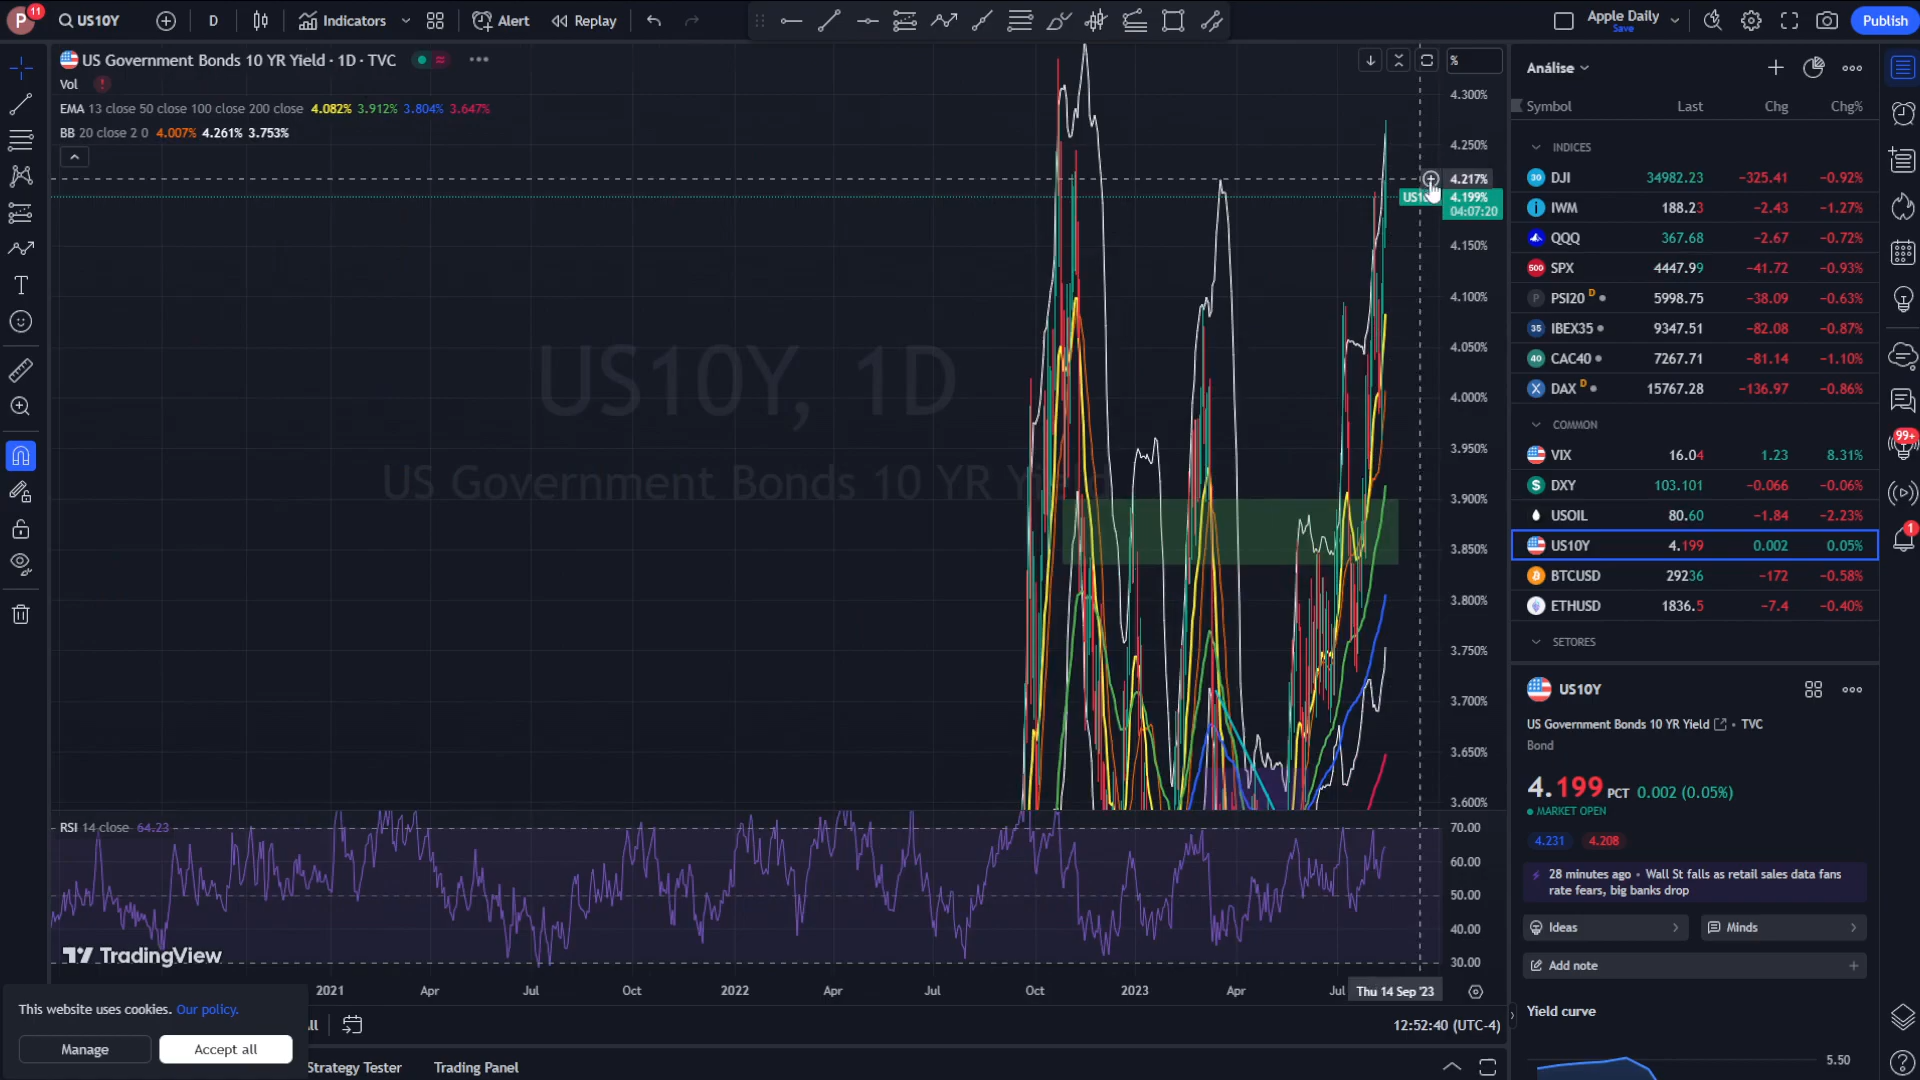 P 11 US10Y D Indicators Alert Replay Apple Daily Save Publish
US Government Bonds 10 YR Yield · 1D · TVC
Vol
EMA 13 close 50 close 100 close 200 close 4.082% 3.912% 3.804% 3.647%
BB 20 close 2 0 4.007% 4.261% 3.753%
US10Y, 1D
US Government Bonds 10 YR Yield
%
4.300%
4.250%
4.217%
4.199%
04:07:20
4.150%
4.100%
4.050%
4.000%
3.950%
3.900%
3.850%
3.800%
3.750%
3.700%
3.650%
3.600%
RSI 14 close 64.23
70.00
60.00
50.00
40.00
30.00
TradingView
2021 Apr Jul Oct 2022 Apr Jul Oct 2023 Apr Jul Thu 14 Sep '23
This website uses cookies. Our policy.
Manage Accept all
12:52:40 (UTC-4)
Strategy Tester Trading Panel
Análise
Symbol Last Chg Chg%
INDICES
30 DJI 34982.23 −325.41 −0.92%
IWM 188.23 −2.43 −1.27%
QQQ 367.68 −2.67 −0.72%
500 SPX 4447.99 −41.72 −0.93%
P PSI20 D 5998.75 −38.09 −0.63%
35 IBEX35 9347.51 −82.08 −0.87%
40 CAC40 7267.71 −81.14 −1.10%
X DAX D 15767.28 −136.97 −0.86%
COMMON
VIX 16.04 1.23 8.31%
$ DXY 103.101 −0.066 −0.06%
USOIL 80.60 −1.84 −2.23%
US10Y 4.199 0.002 0.05%
BTCUSD 29236 −172 −0.58%
ETHUSD 1836.5 −7.4 −0.40%
SETORES
US10Y
US Government Bonds 10 YR Yield • TVC
Bond
4.199 PCT 0.002 (0.05%)
MARKET OPEN
4.231 4.208
28 minutes ago • Wall St falls as retail sales data fans
rate fears, big banks drop
Ideas Minds
Add note
Yield curve
5.50
99+
1